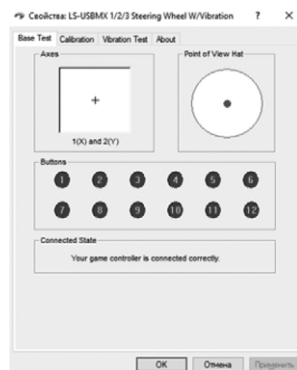 Свойства: LS-USBMX 1/2/3 Steering Wheel W/Vibration ? ×
Base Test Calibration Vibration Test About
Axes
Point of View Hat
1(X) and 2(Y)
Buttons
1 2 3 4 5 6
7 8 9 10 11 12
Connected State
Your game controller is connected correctly.
OK Отмена Применить